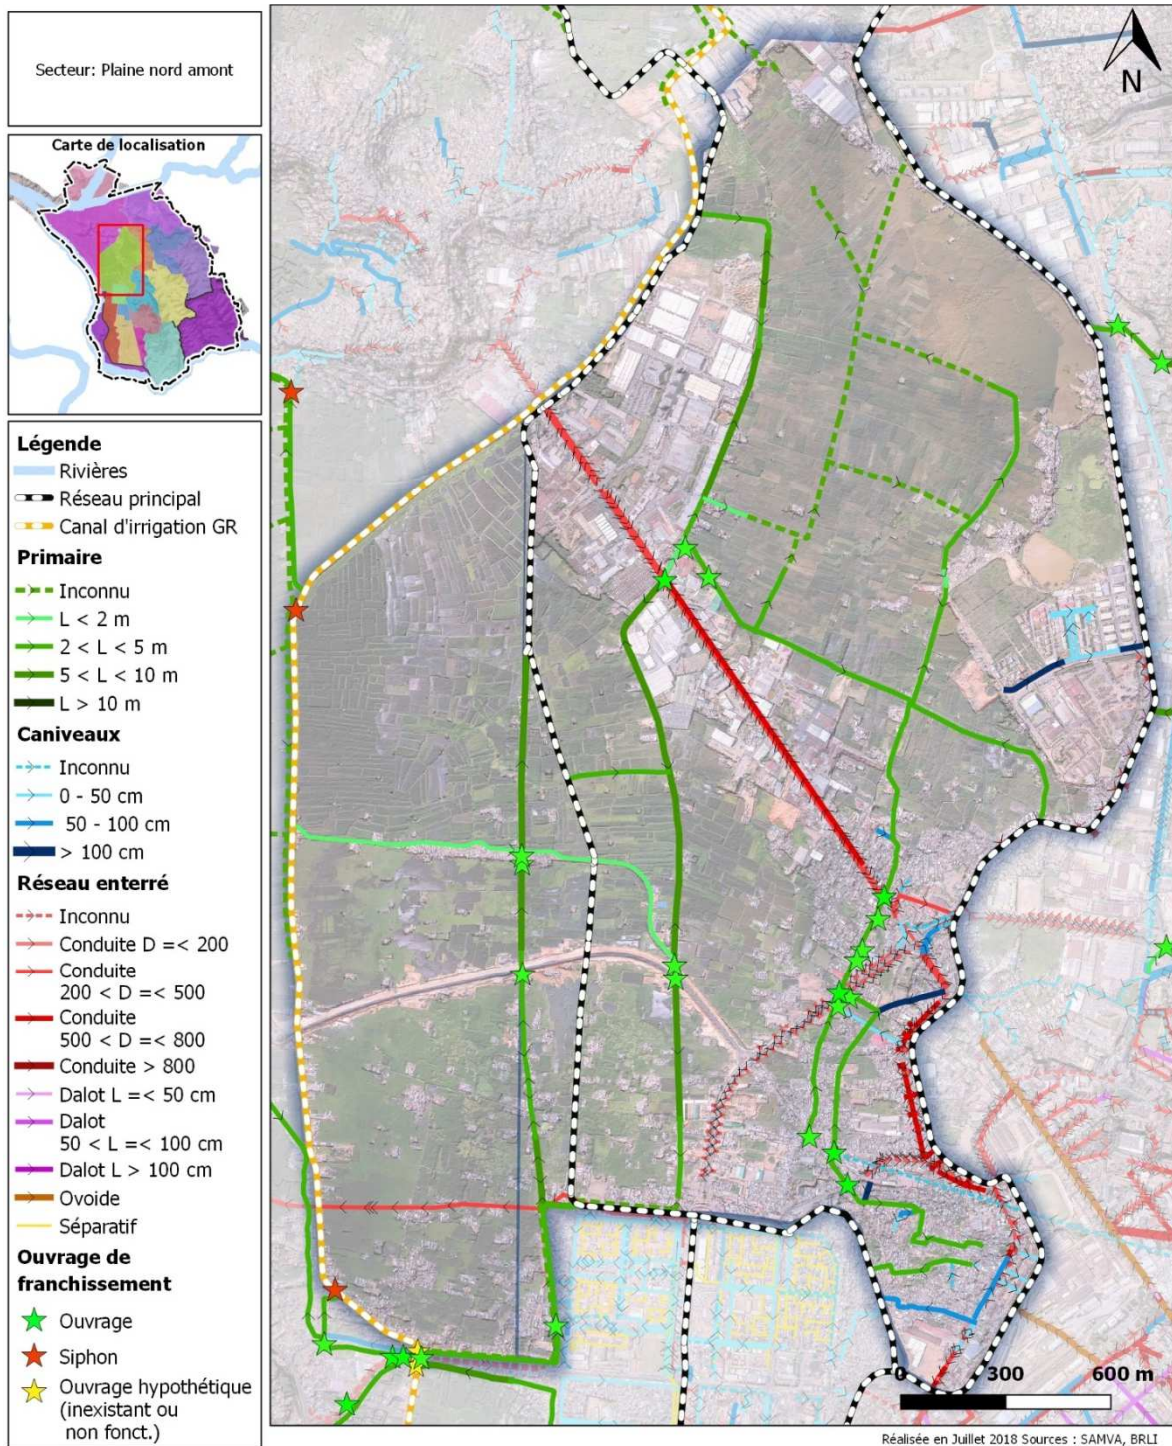 Secteur: Plaine nord amont
Carte de localisation
Légende
Rivières
Réseau principal
Canal d'irrigation GR
Primaire
Inconnu
L < 2 m
2 < L < 5 m
5 < L < 10 m
L > 10 m
Caniveaux
Inconnu
0 - 50 cm
50 - 100 cm
> 100 cm
Réseau enterré
Inconnu
Conduite D =< 200
Conduite
200 < D =< 500
Conduite
500 < D =< 800
Conduite > 800
Dalot L =< 50 cm
Dalot
50 < L =< 100 cm
Dalot L > 100 cm
Ovoide
Séparatif
Ouvrage de
franchissement
Ouvrage
Siphon
Ouvrage hypothétique
(inexistant ou
non fonct.)
N
0 300 600 m
Réalisée en Juillet 2018 Sources : SAMVA, BRLI